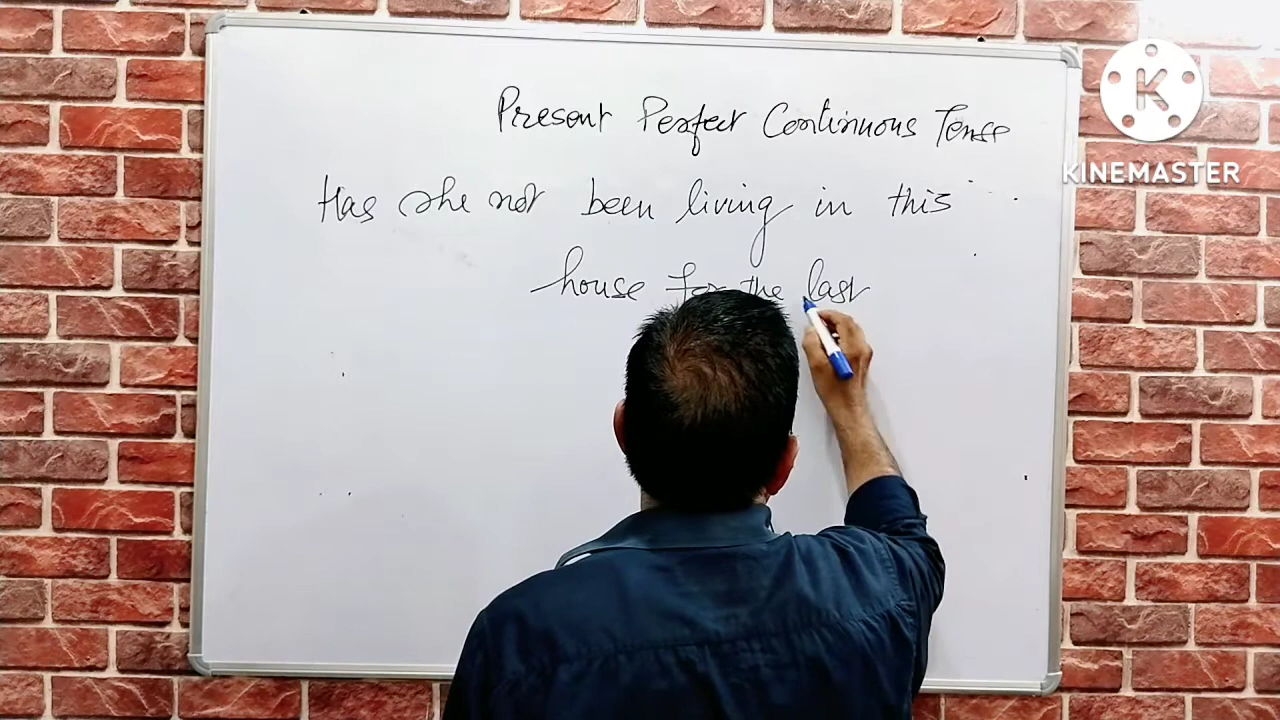 Present Perfect Continuous Tense
Has she not been living in this
house for the last
KINEMASTER